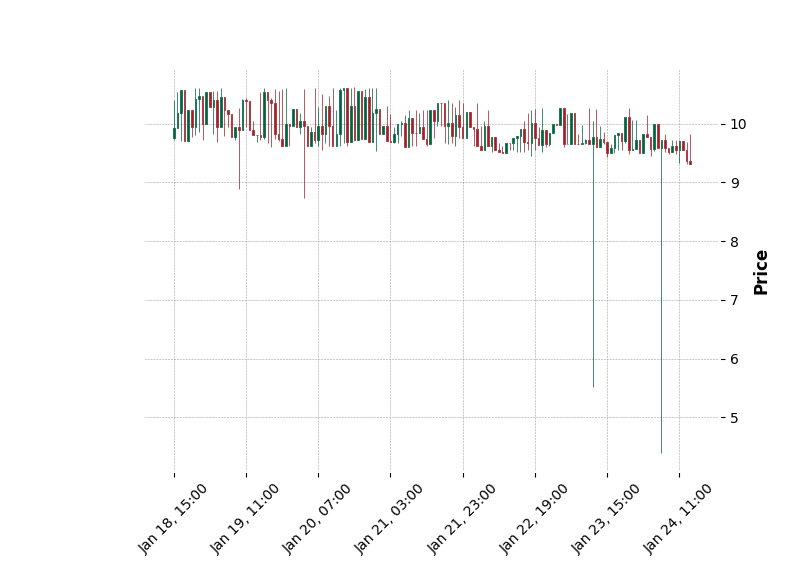 10
9
8
7
6
5
Price
Jan 18, 15:00
Jan 19, 11:00
Jan 20, 07:00
Jan 21, 03:00
Jan 21, 23:00
Jan 22, 19:00
Jan 23, 15:00
Jan 24, 11:00